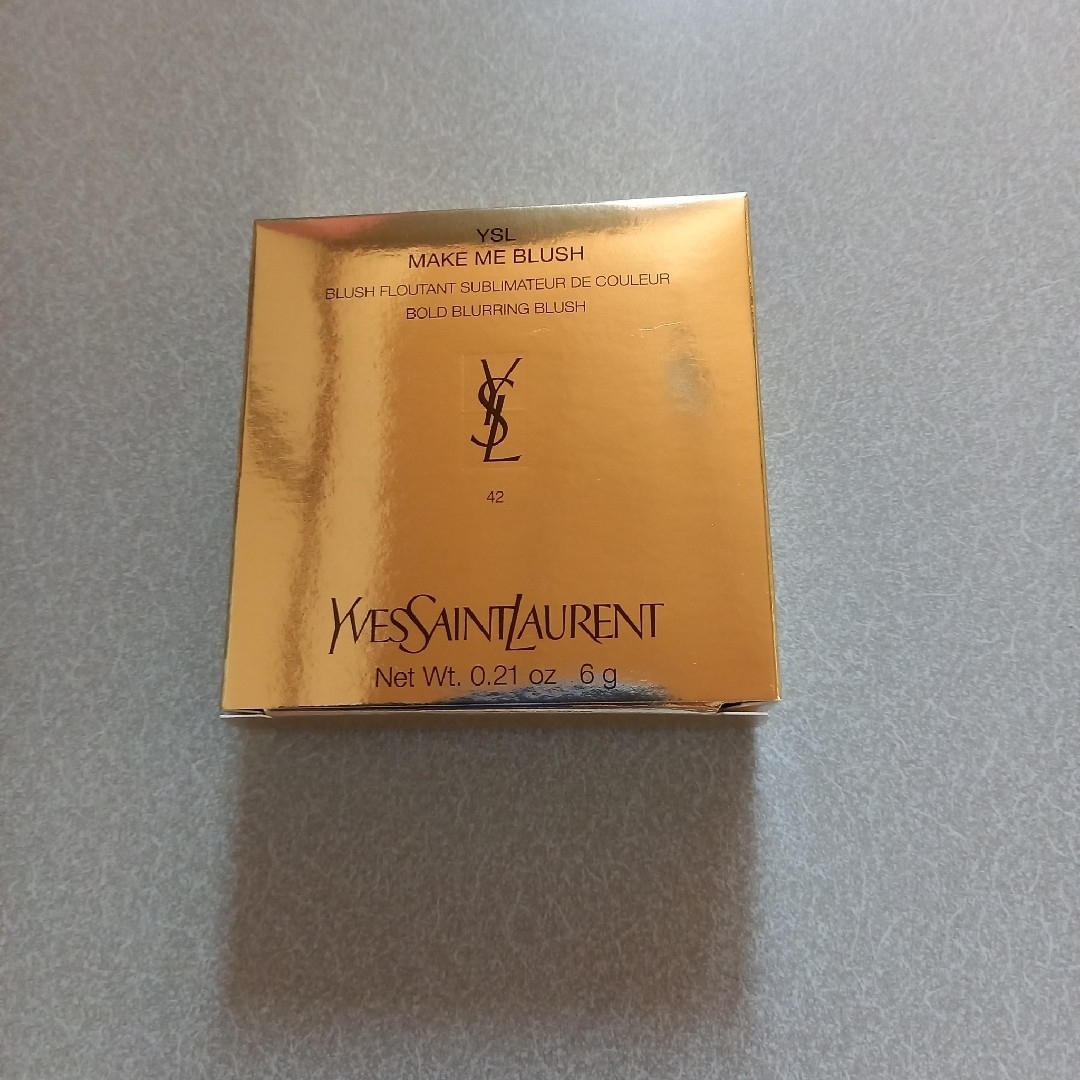 YSL
MAKE ME BLUSH
BLUSH FLOUTANT SUBLIMATEUR DE COULEUR
BOLD BLURRING BLUSH
YSL
42
YVESSAINTLAURENT
Net Wt. 0.21 oz 6 g